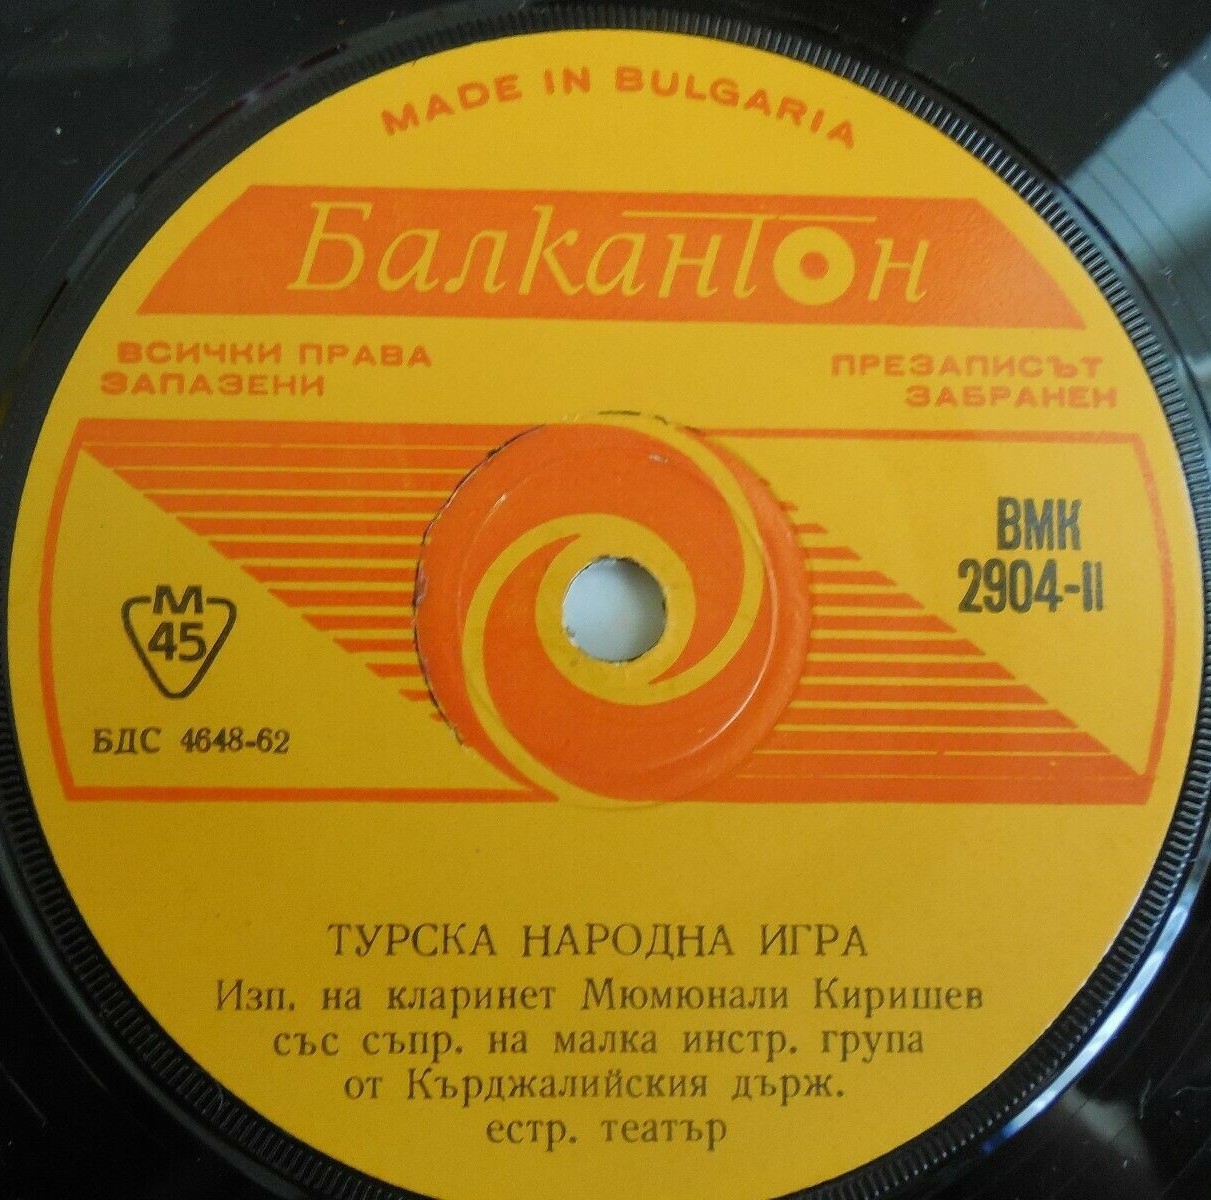 MADE IN BULGARIA
Балкантон
ВСИЧКИ ПРАВА
ЗАПАЗЕНИ
ПРЕЗАПИСЪТ
ЗАБРАНЕН
ВМК
2904-II
М
45
БДС 4648-62
ТУРСКА НАРОДНА ИГРА
Изп. на кларинет Мюмюнали Киришев
със съпр. на малка инстр. група
от Кърджалийския държ.
естр. театър